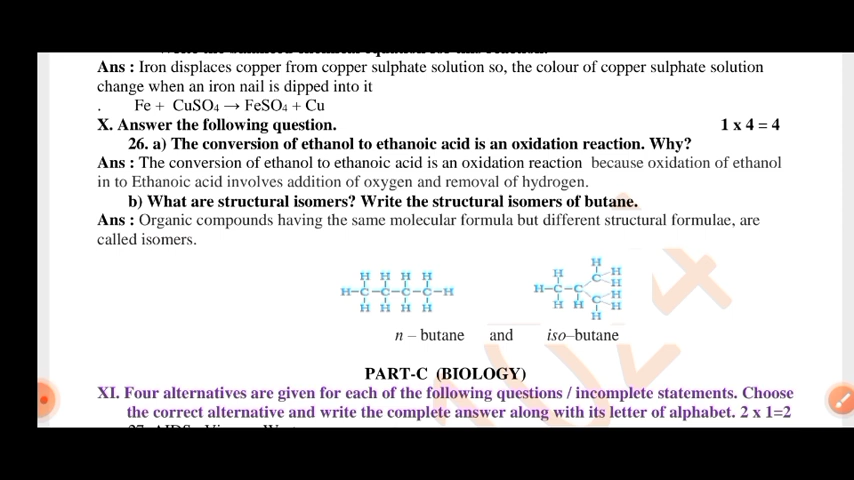 Ans : Iron displaces copper from copper sulphate solution so, the colour of copper sulphate solution
change when an iron nail is dipped into it
. Fe + CuSO₄ → FeSO₄ + Cu
X. Answer the following question. 1 x 4 = 4
26. a) The conversion of ethanol to ethanoic acid is an oxidation reaction. Why?
Ans : The conversion of ethanol to ethanoic acid is an oxidation reaction because oxidation of ethanol
in to Ethanoic acid involves addition of oxygen and removal of hydrogen.
b) What are structural isomers? Write the structural isomers of butane.
Ans : Organic compounds having the same molecular formula but different structural formulae, are
called isomers.
H H H H
H-C-C-C-C-H
H H H H
H
H C H
H
H-C-C
H
H H C H
H
n – butane and iso–butane
PART-C (BIOLOGY)
XI. Four alternatives are given for each of the following questions / incomplete statements. Choose
the correct alternative and write the complete answer along with its letter of alphabet. 2 x 1=2